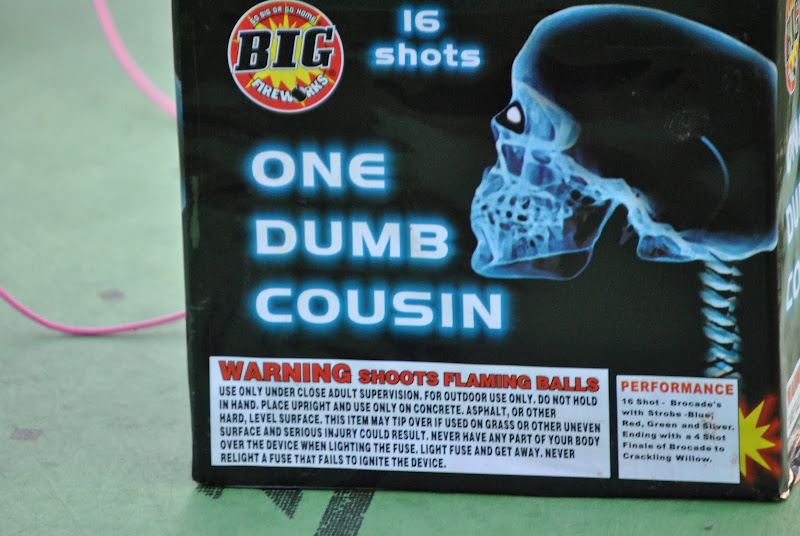 GO BIG OR GO HOME
BIG
FIREWORKS
16
shots
ONE
DUMB
COUSIN
WARNING SHOOTS FLAMING BALLS
USE ONLY UNDER CLOSE ADULT SUPERVISION. FOR OUTDOOR USE ONLY. DO NOT HOLD
IN HAND. PLACE UPRIGHT AND USE ONLY ON CONCRETE. ASPHALT, OR OTHER
HARD, LEVEL SURFACE. THIS ITEM MAY TIP OVER IF USED ON GRASS OR OTHER UNEVEN
SURFACE AND SERIOUS INJURY COULD RESULT. NEVER HAVE ANY PART OF YOUR BODY
OVER THE DEVICE WHEN LIGHTING THE FUSE. LIGHT FUSE AND GET AWAY. NEVER
RELIGHT A FUSE THAT FAILS TO IGNITE THE DEVICE.
PERFORMANCE
16 Shot - Brocade's
with Strobe -Blue,
Red, Green and Silver.
Ending with a 4 Shot
Finale of Brocade to
Crackling Willow.